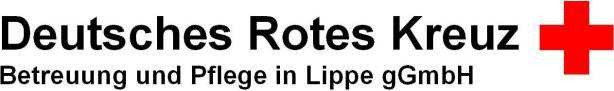 Deutsches Rotes Kreuz
Betreuung und Pflege in Lippe gGmbH